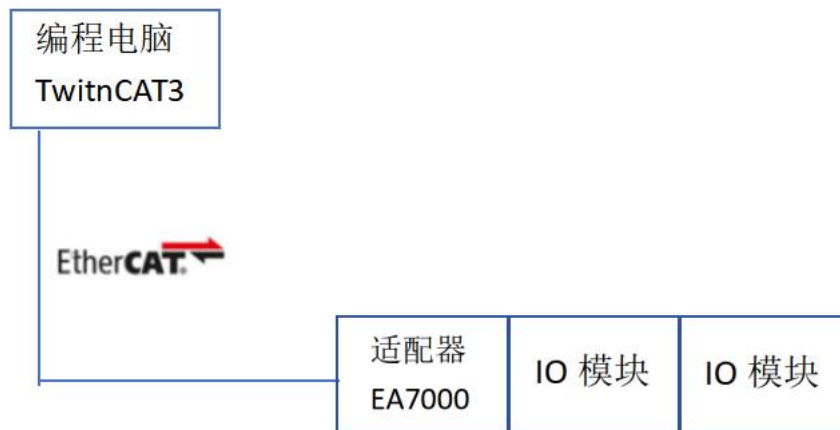 编程电脑
TwitnCAT3
EtherCAT®
适配器
EA7000
IO 模块
IO 模块